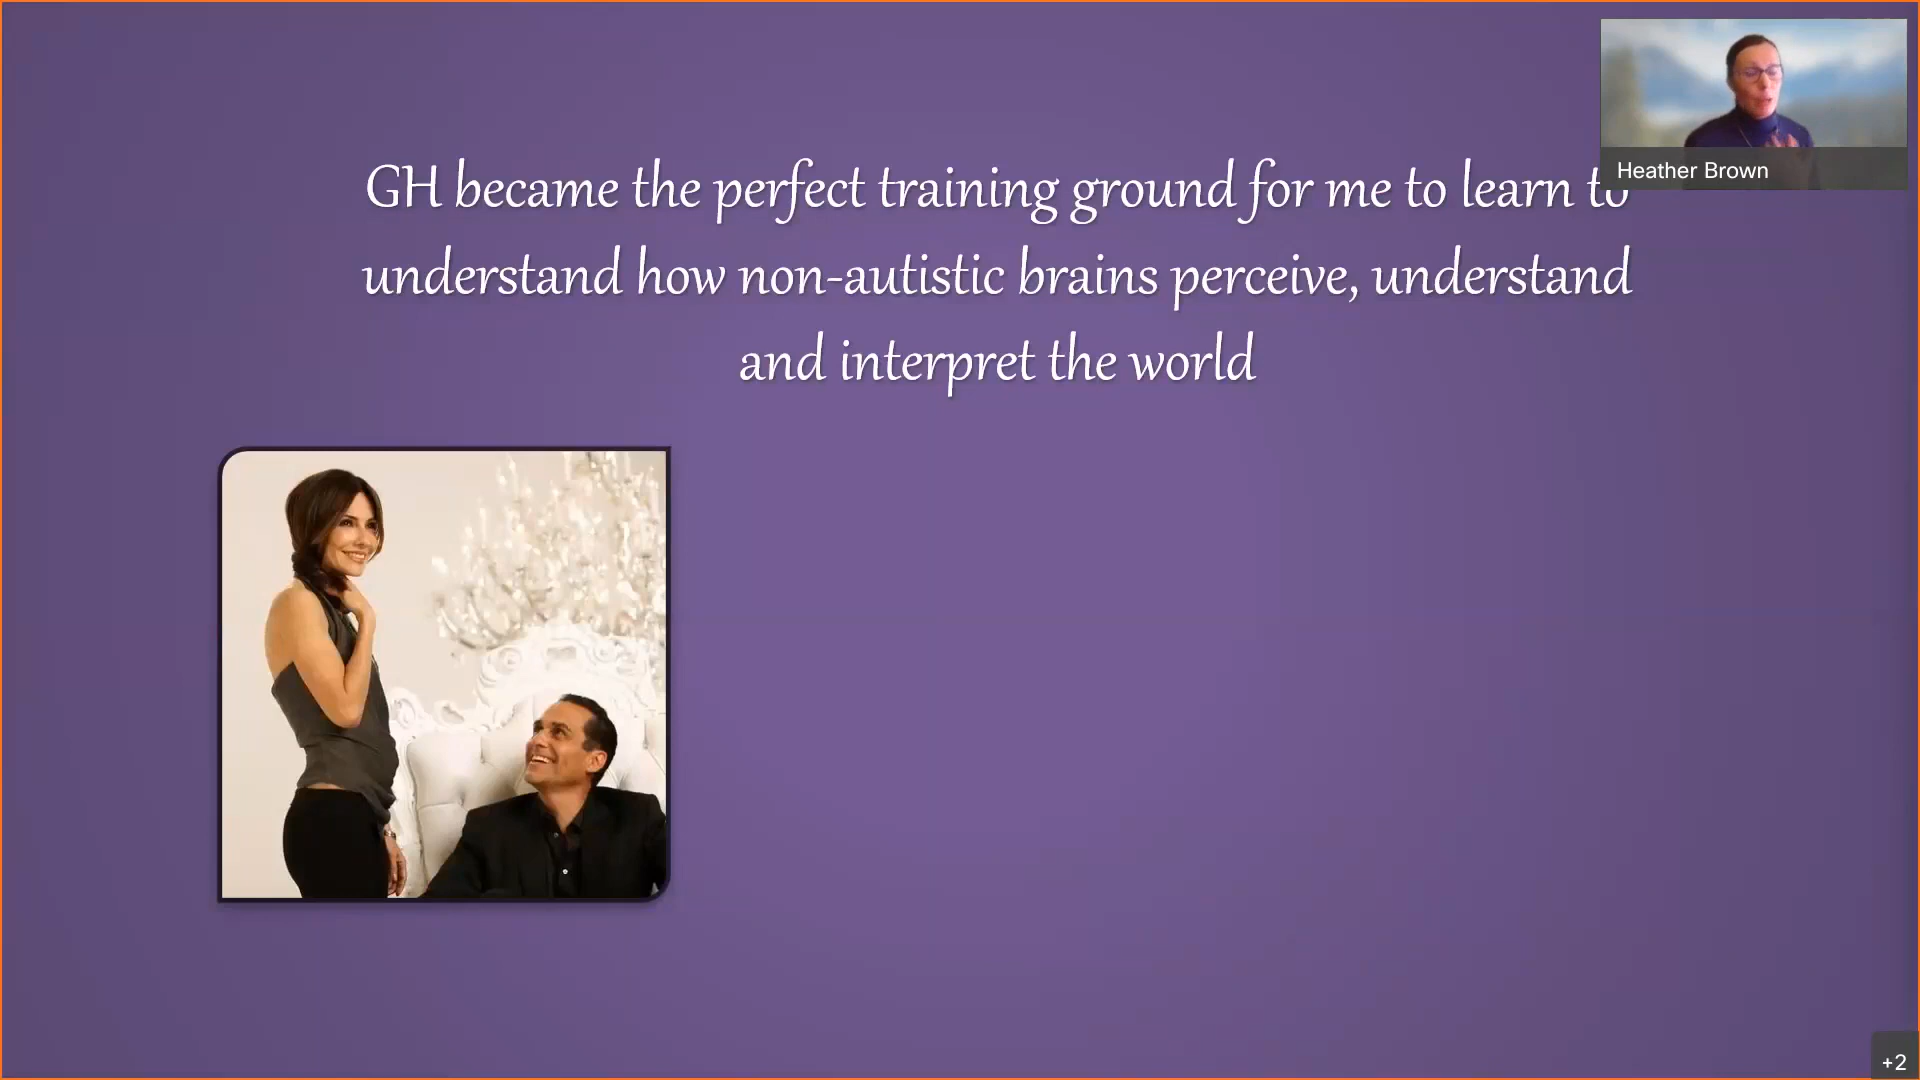 GH became the perfect training ground for me to learn to
understand how non-autistic brains perceive, understand
and interpret the world
Heather Brown
+2